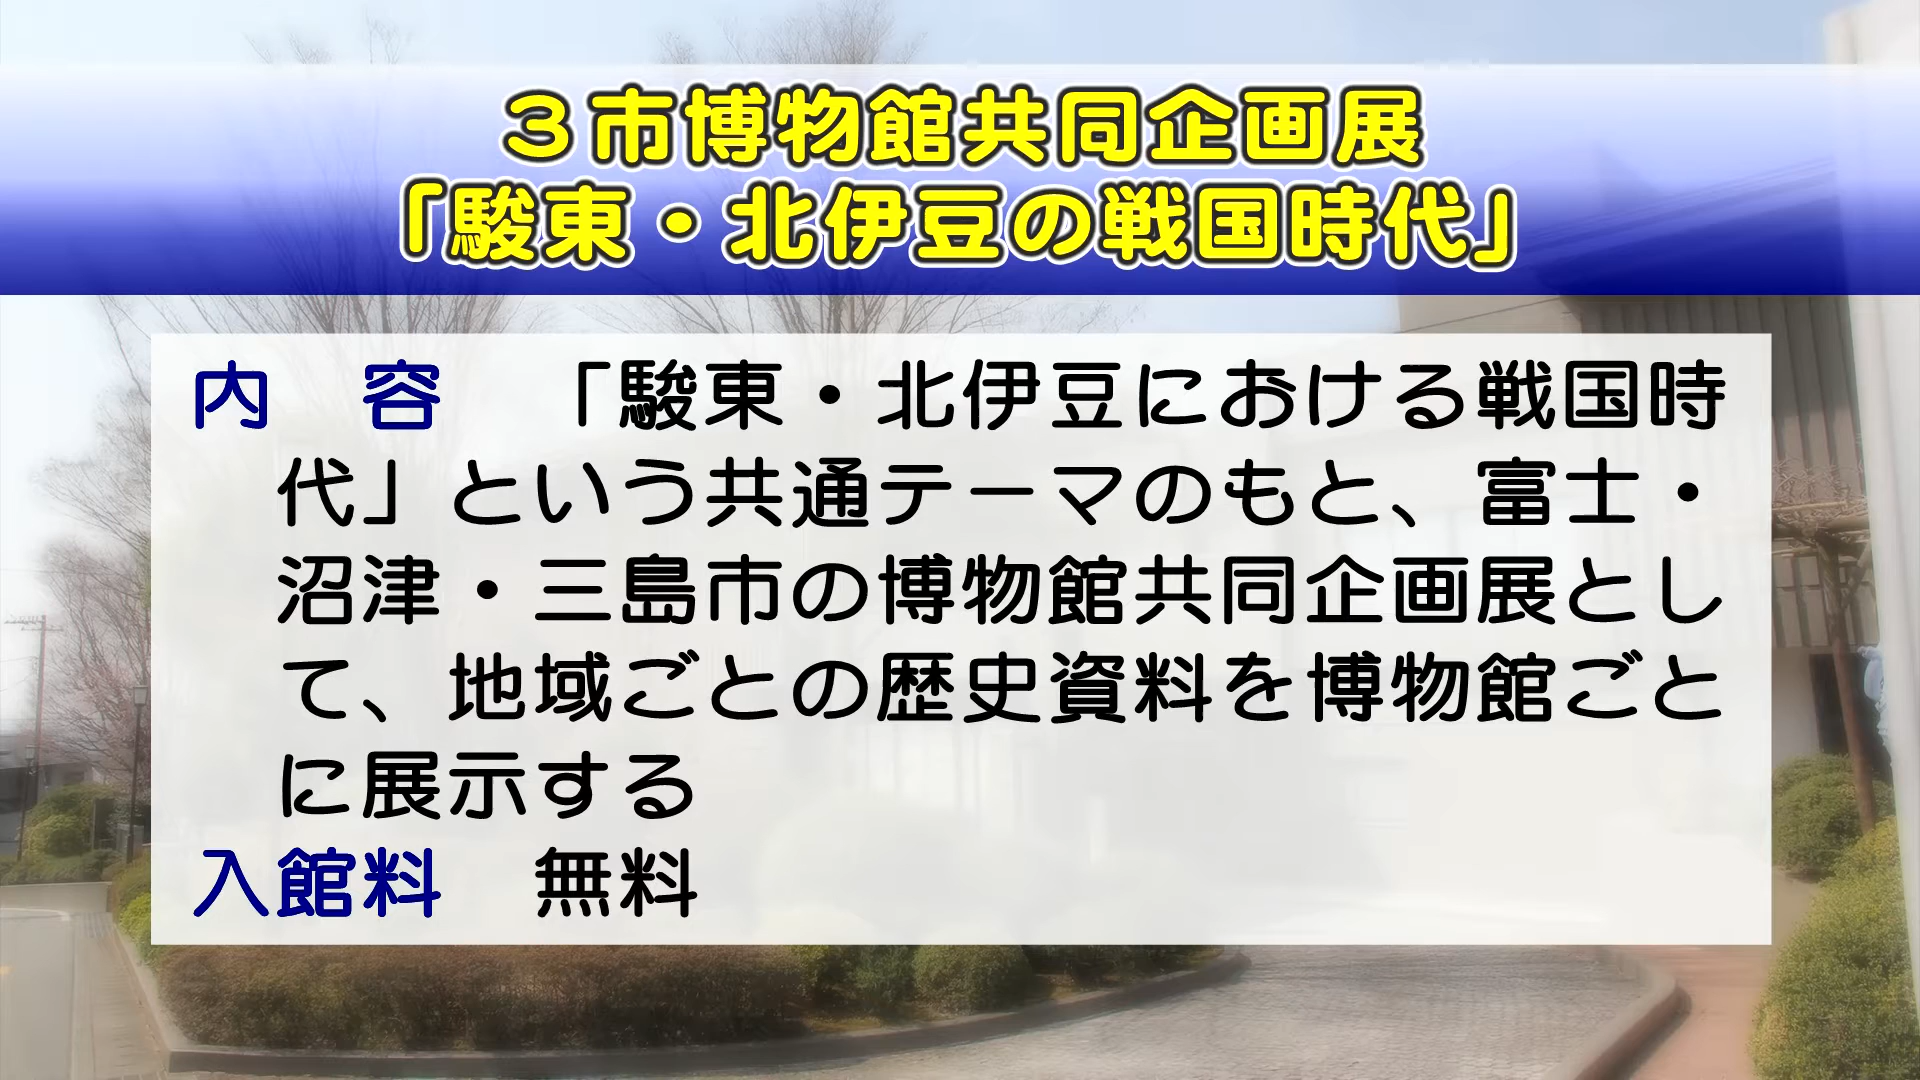 ３市博物館共同企画展
「駿東・北伊豆の戦国時代」
内　容　「駿東・北伊豆における戦国時
代」という共通テーマのもと、富士・
沼津・三島市の博物館共同企画展とし
て、地域ごとの歴史資料を博物館ごと
に展示する
入館料　無料